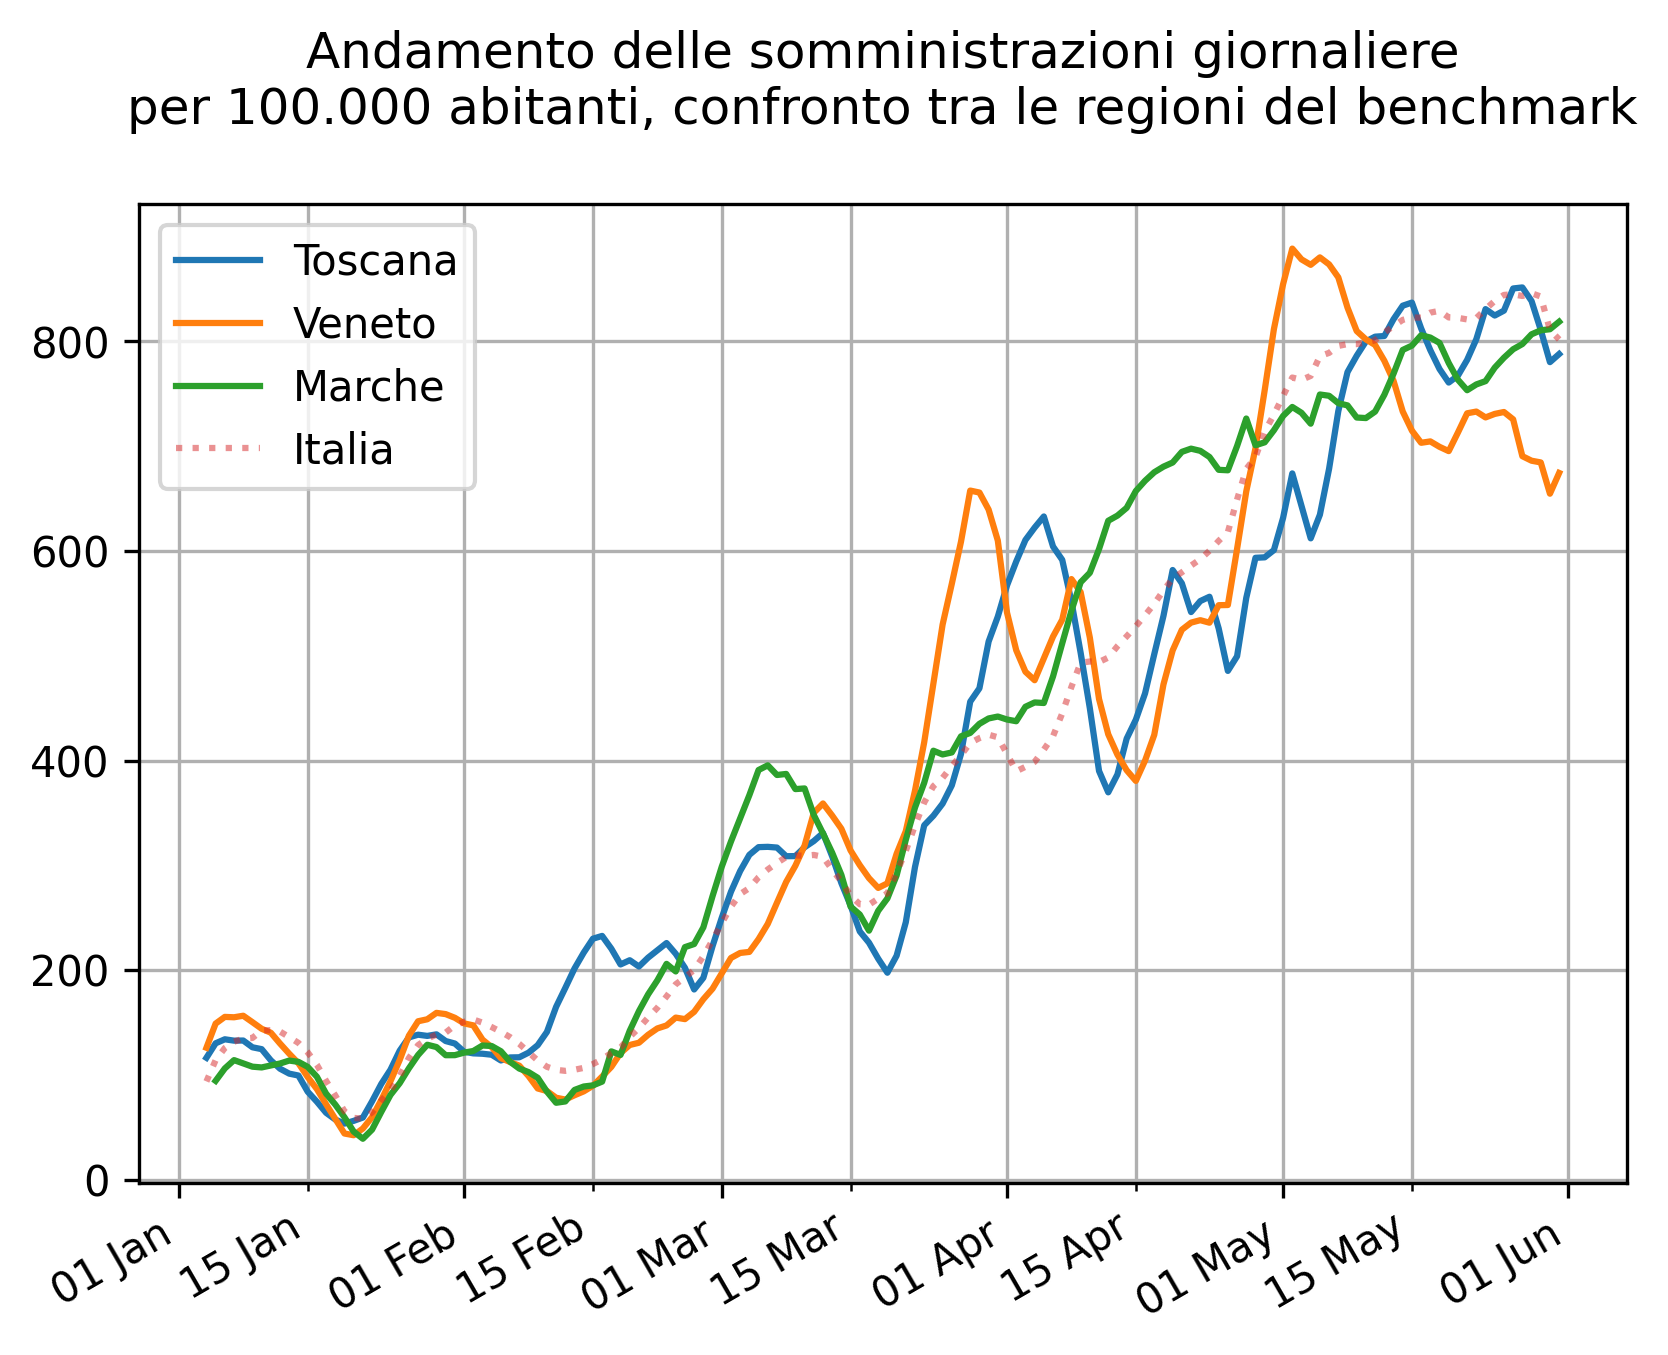 Andamento delle somministrazioni giornaliere
per 100.000 abitanti, confronto tra le regioni del benchmark
Toscana
Veneto
Marche
Italia
800
600
400
200
0
01 Jan
15 Jan
01 Feb
15 Feb
01 Mar
15 Mar
01 Apr
15 Apr
01 May
15 May
01 Jun